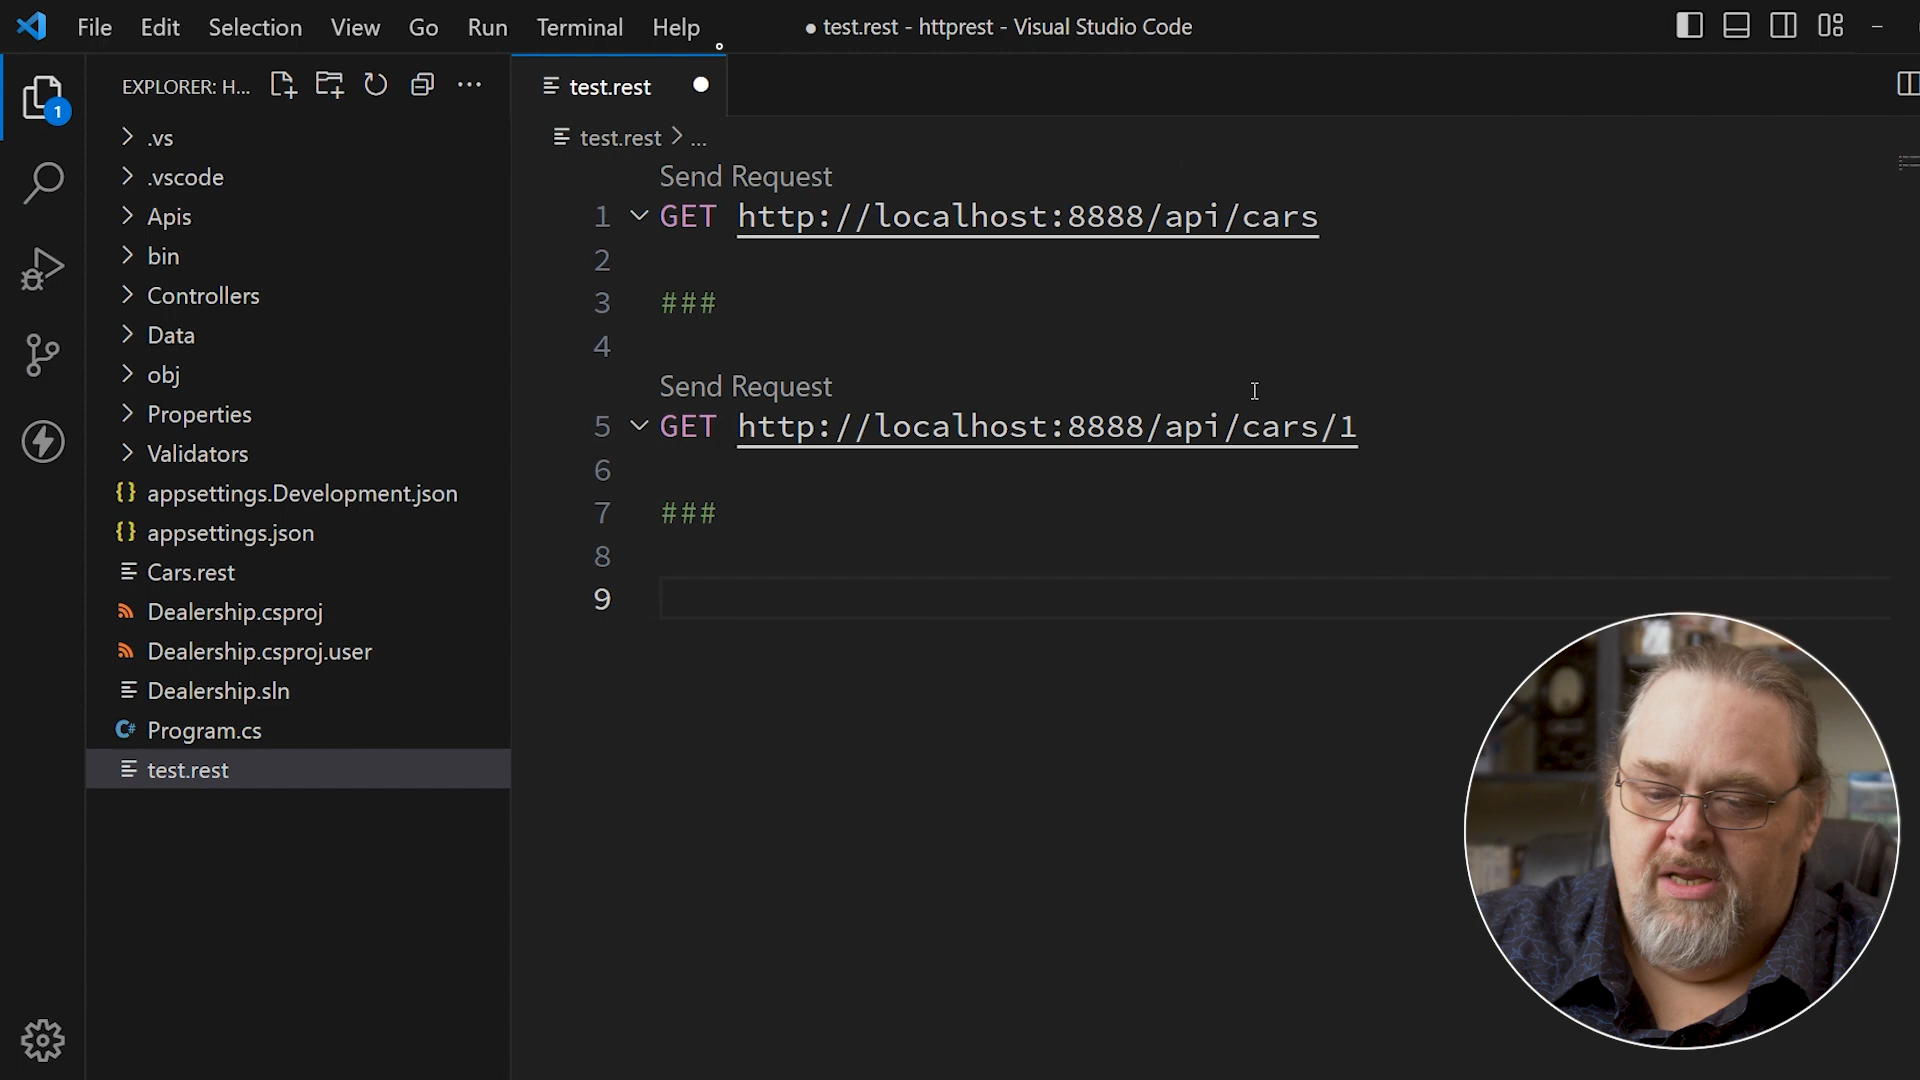 File Edit Selection View Go Run Terminal Help
● test.rest - httprest - Visual Studio Code
EXPLORER: H...
1
.vs
.vscode
Apis
bin
Controllers
Data
obj
Properties
Validators
{} appsettings.Development.json
{} appsettings.json
Cars.rest
Dealership.csproj
Dealership.csproj.user
Dealership.sln
C# Program.cs
test.rest
test.rest
test.rest > ...
Send Request
1 GET http://localhost:8888/api/cars
2
3 ###
4
Send Request
5 GET http://localhost:8888/api/cars/1
6
7 ###
8
9